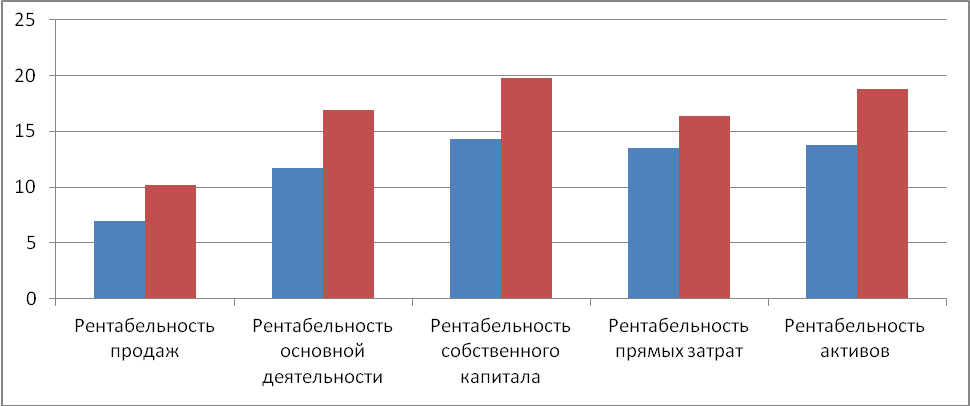 25
20
15
10
5
0
Рентабельность продаж
Рентабельность основной деятельности
Рентабельность собственного капитала
Рентабельность прямых затрат
Рентабельность активов